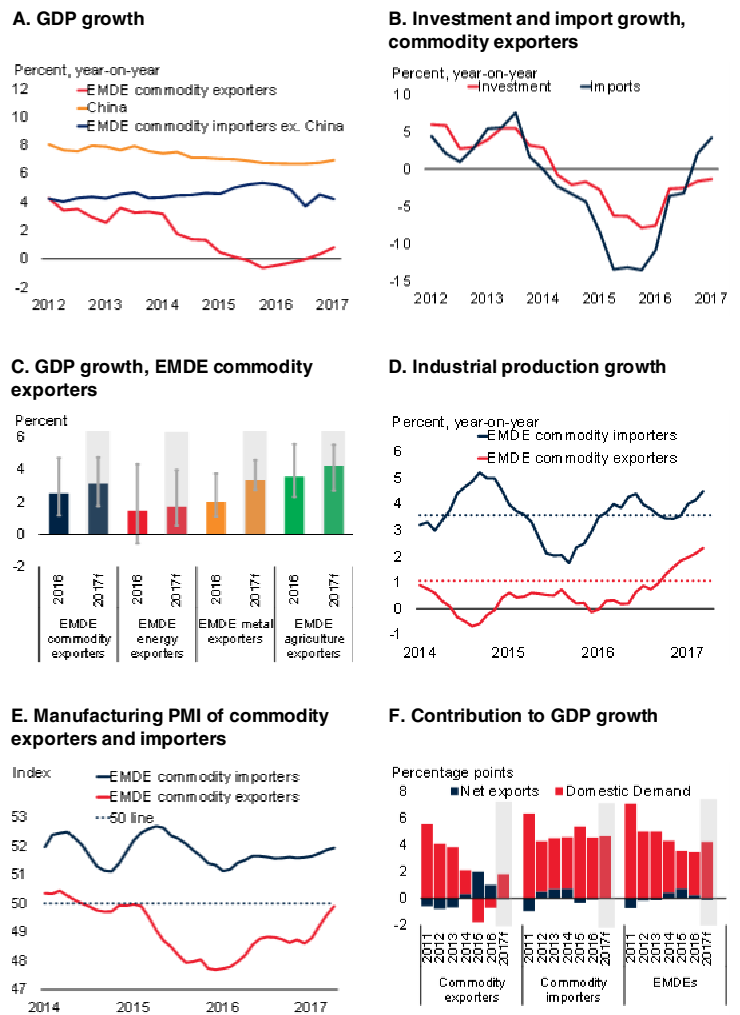 A. GDP growth
Percent, year-on-year
12
10
8
6
4
2
0
-2
EMDE commodity exporters
China
EMDE commodity importers ex. China
2012 2013 2014 2015 2016 2017
B. Investment and import growth,
commodity exporters
Percent, year-on-year
10
5
0
-5
-10
-15
Investment Imports
2012 2013 2014 2015 2016 2017
C. GDP growth, EMDE commodity
exporters
Percent
6
4
2
0
-2
2016 2017f 2016 2017f 2016 2017f 2016 2017f
EMDE commodity exporters
EMDE energy exporters
EMDE metal exporters
EMDE agriculture exporters
D. Industrial production growth
Percent, year-on-year
6
5
4
3
2
1
0
-1
EMDE commodity importers
EMDE commodity exporters
2014 2015 2016 2017
E. Manufacturing PMI of commodity
exporters and importers
Index
53
52
51
50
49
48
47
EMDE commodity importers
EMDE commodity exporters
50 line
2014 2015 2016 2017
F. Contribution to GDP growth
Percentage points
8
6
4
2
0
-2
Net exports Domestic Demand
2011 2012 2013 2014 2015 2016 2017f 2011 2012 2013 2014 2015 2016 2017f 2011 2012 2013 2014 2015 2016 2017f
Commodity exporters
Commodity importers
EMDEs